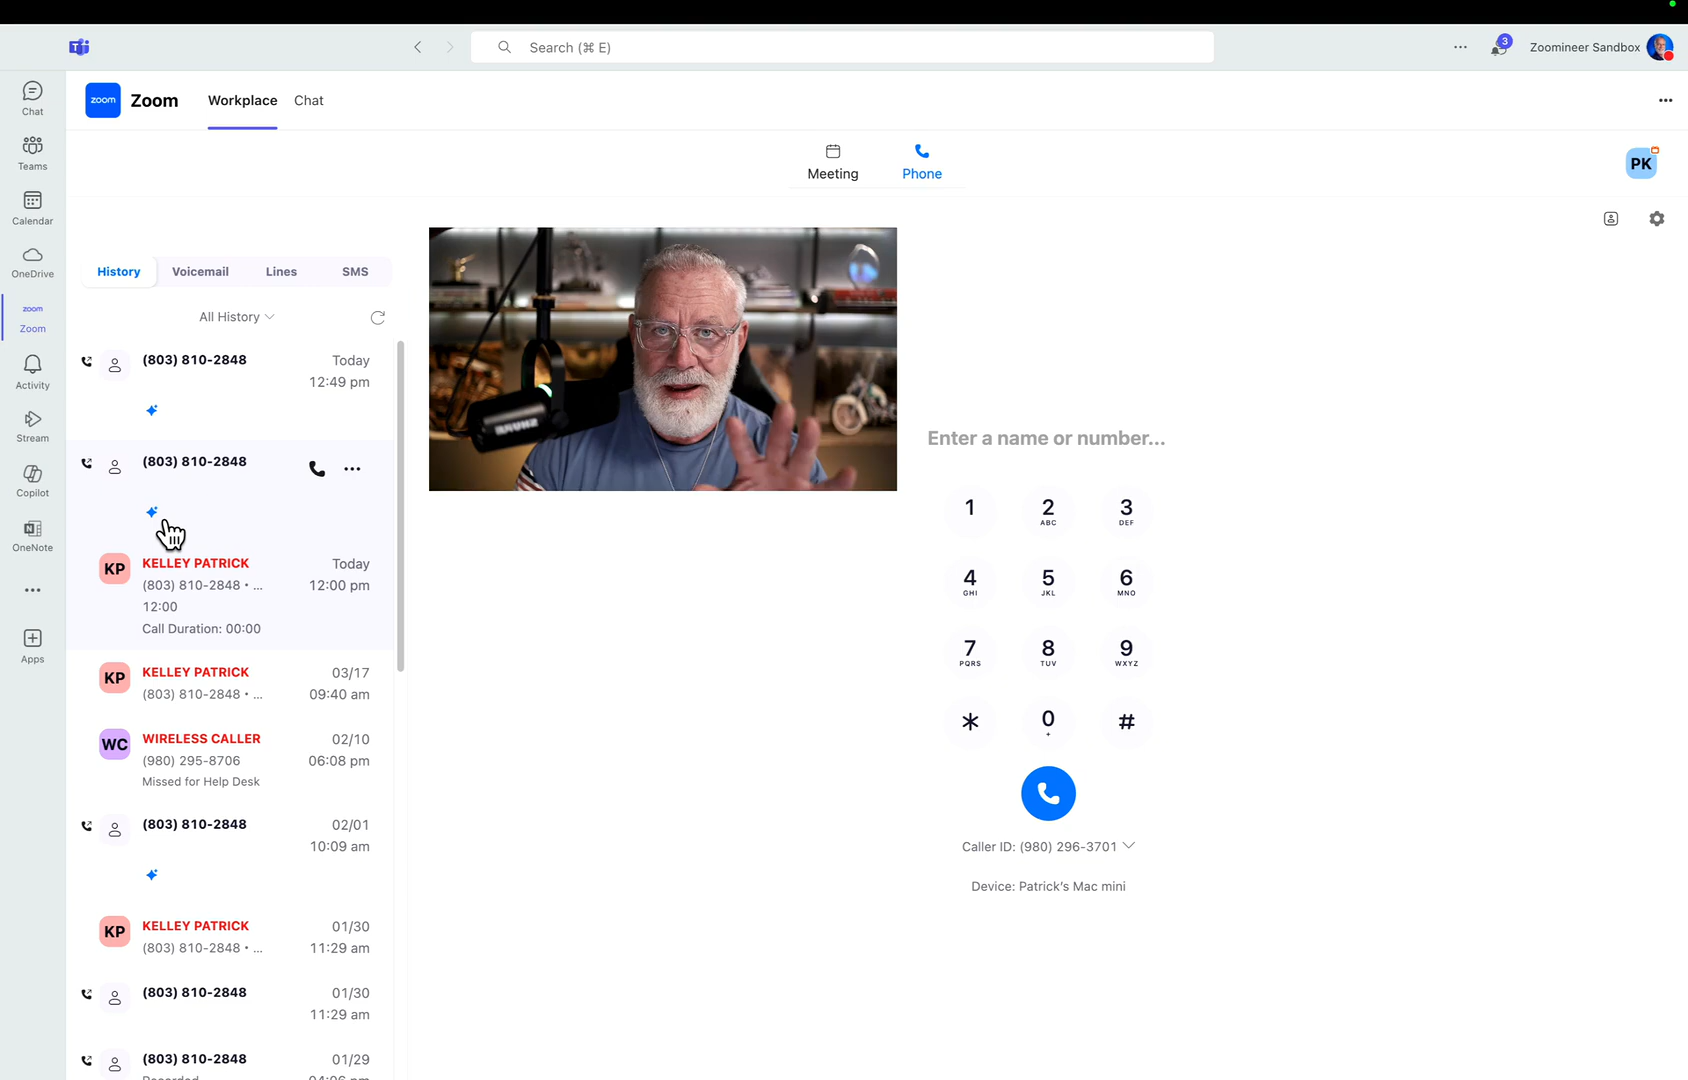 Search (⌘ E)
3
Zoomineer Sandbox
Chat
Teams
Calendar
OneDrive
zoom
Zoom
Activity
Stream
Copilot
OneNote
Apps
zoom
Zoom
Workplace
Chat
Meeting
Phone
PK
History
Voicemail
Lines
SMS
All History
(803) 810-2848
Today
12:49 pm
(803) 810-2848
KP
KELLEY PATRICK
Today
(803) 810-2848 • ...
12:00 pm
12:00
Call Duration: 00:00
KP
KELLEY PATRICK
03/17
(803) 810-2848 • ...
09:40 am
WC
WIRELESS CALLER
02/10
(980) 295-8706
06:08 pm
Missed for Help Desk
(803) 810-2848
02/01
10:09 am
KP
KELLEY PATRICK
01/30
(803) 810-2848 • ...
11:29 am
(803) 810-2848
01/30
11:29 am
(803) 810-2848
01/29
Enter a name or number...
1
2
ABC
3
DEF
4
GHI
5
JKL
6
MNO
7
PQRS
8
TUV
9
WXYZ
*
0
+
#
Caller ID: (980) 296-3701
Device: Patrick's Mac mini